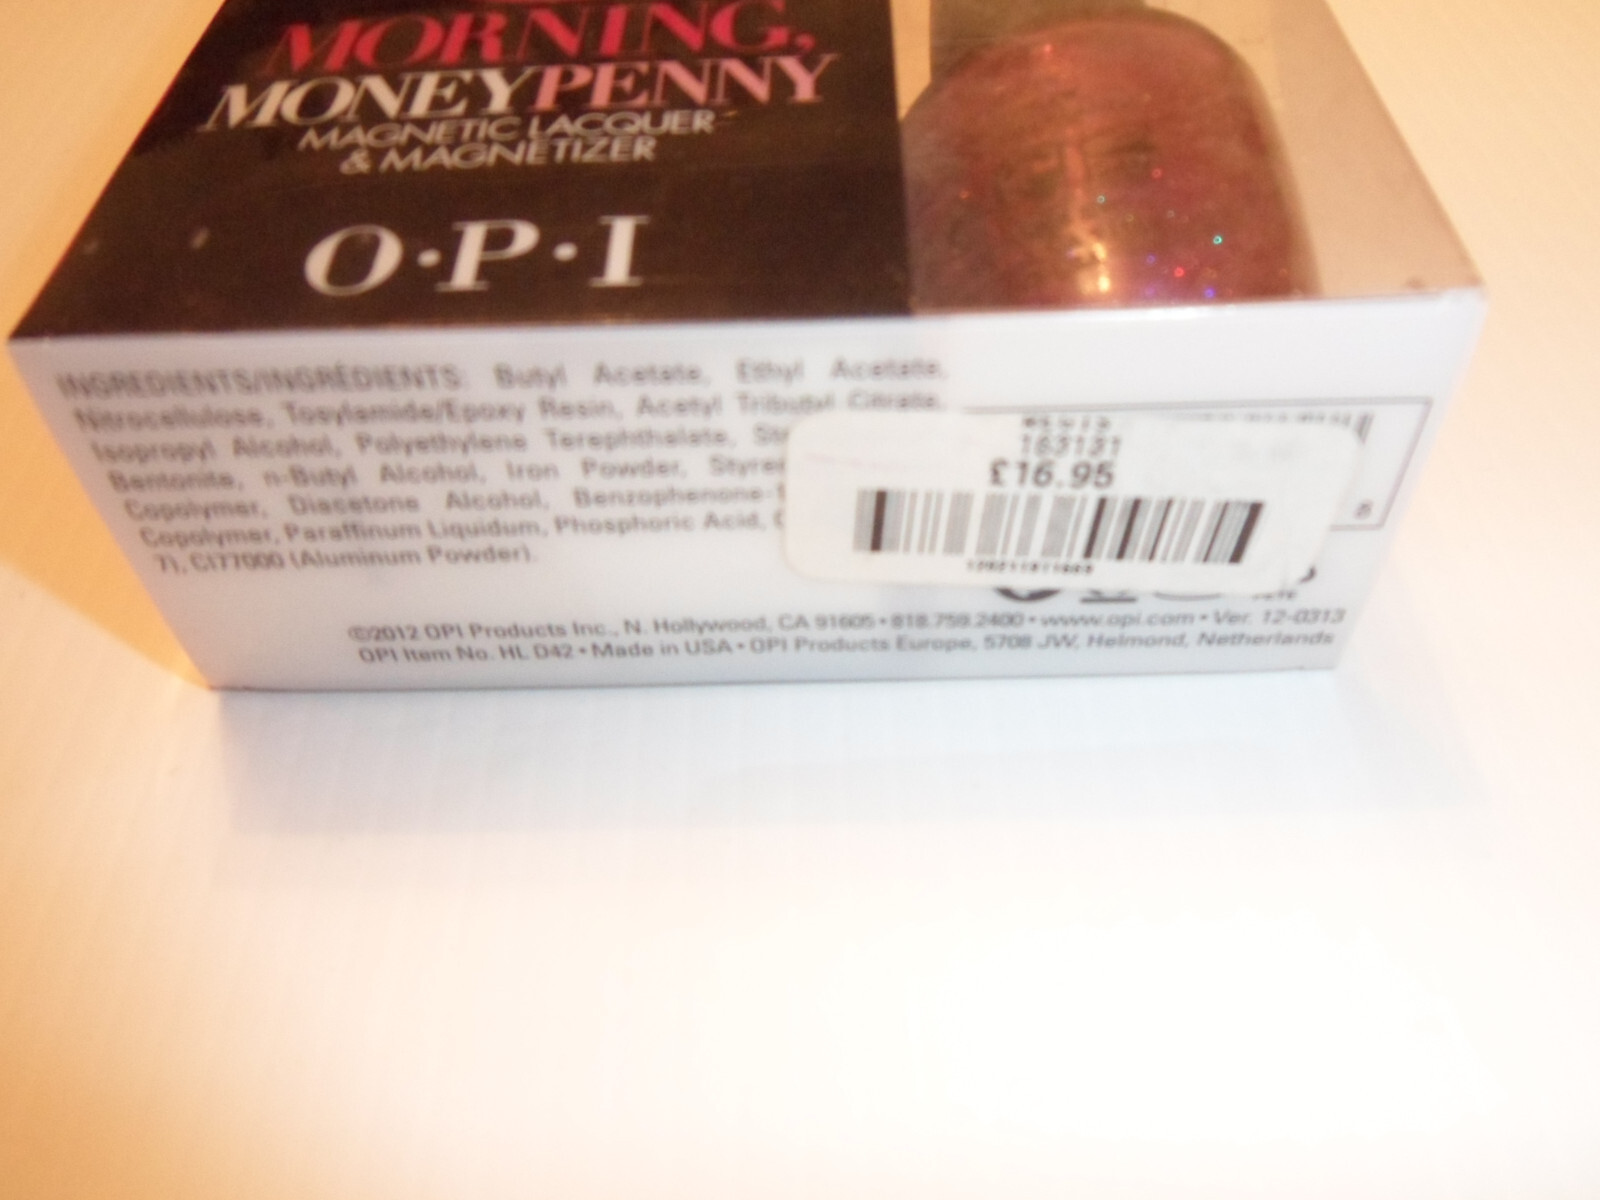 MORNING,
MONEYPENNY
MAGNETIC LACQUER
& MAGNETIZER
O·P·I
INGREDIENTS/INGRÉDIENTS: Butyl Acetate, Ethyl Acetate,
Nitrocellulose, Tosylamide/Epoxy Resin, Acetyl Tributyl Citrate,
Isopropyl Alcohol, Polyethylene Terephthalate,
Bentonite, n-Butyl Alcohol, Iron Powder,
Copolymer, Diacetone Alcohol, Benzophenone-1
Copolymer, Paraffinum Liquidum, Phosphoric Acid,
7), CI77000 (Aluminum Powder).
163131
£16.95
©2012 OPI Products Inc., N. Hollywood, CA 91605 • 818.759.2400 • www.opi.com • Ver. 12-0313
OPI Item No. HL D42 • Made in USA • OPI Products Europe, 5708 JW, Helmond, Netherlands